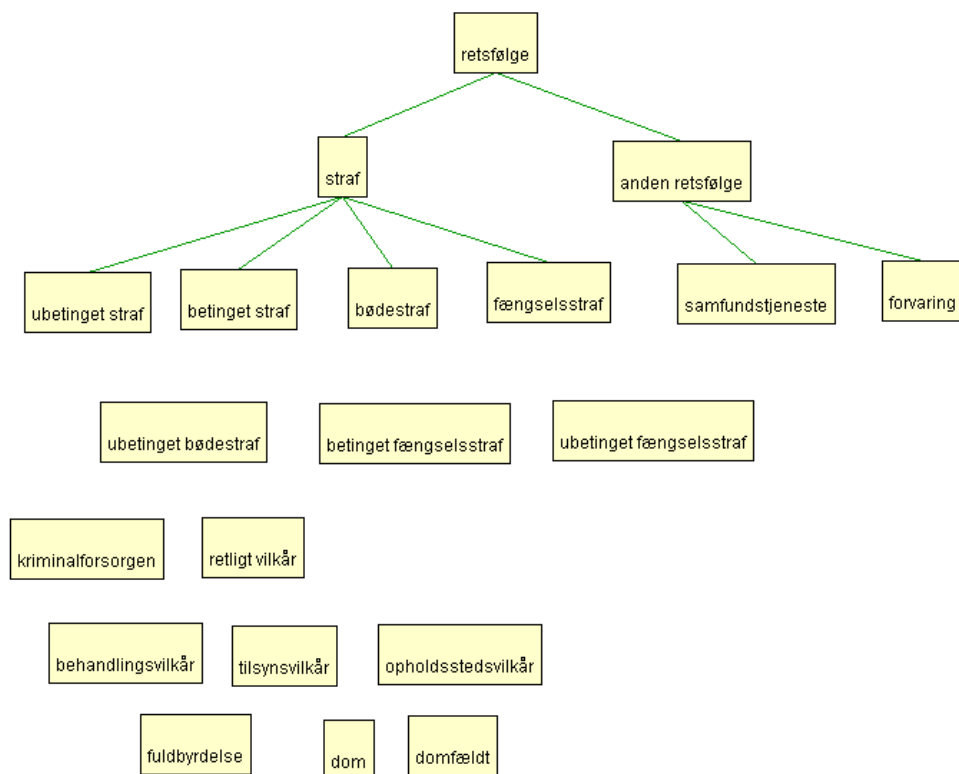 retsfølge
straf
anden retsfølge
ubetinget straf
betinget straf
bødestraf
fængselsstraf
samfundstjeneste
forvaring
ubetinget bødestraf
betinget fængselsstraf
ubetinget fængselsstraf
kriminalforsorgen
retligt vilkår
behandlingsvilkår
tilsynsvilkår
opholdsstedsvilkår
fuldbyrdelse
dom
domfældt